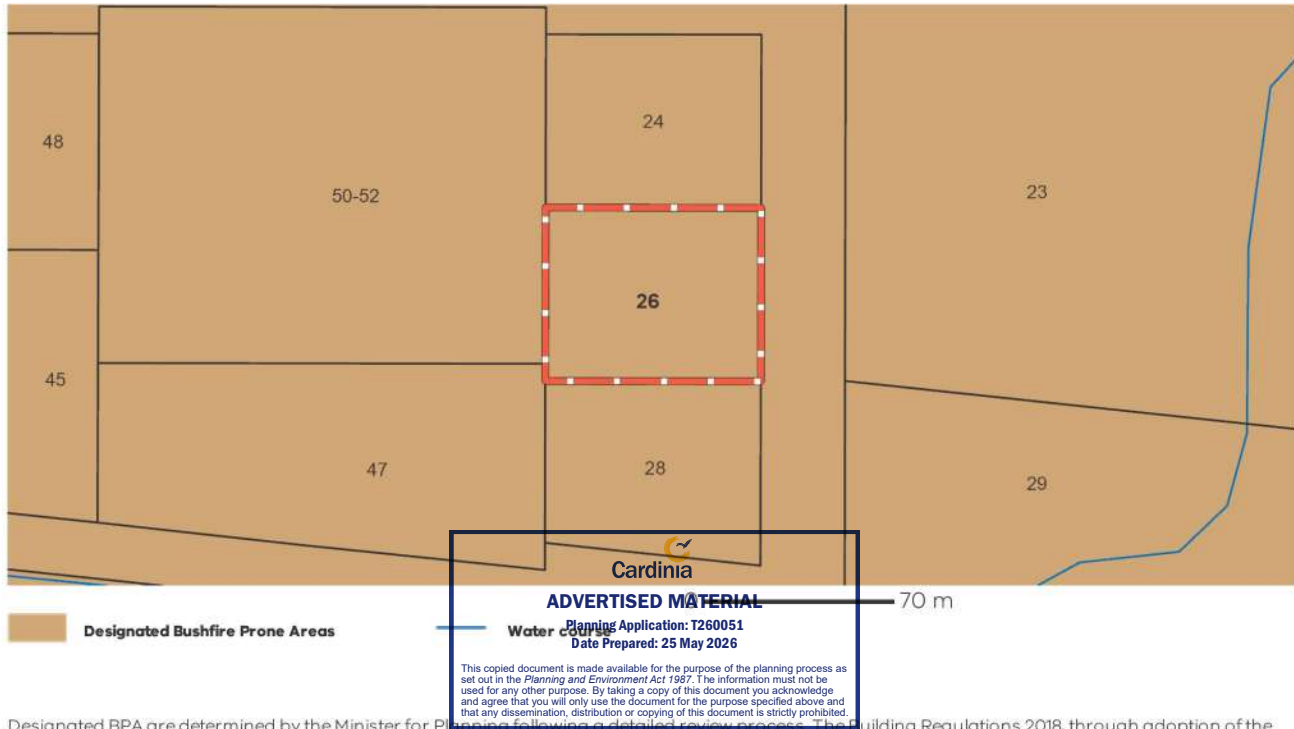 48
50-52
24
23
26
45
47
28
29
Cardinia
0 70 m
ADVERTISED MATERIAL
Planning Application: T260051
Date Prepared: 25 May 2026
Designated Bushfire Prone Areas
Water course
This copied document is made available for the purpose of the planning process as
set out in the Planning and Environment Act 1987. The information must not be
used for any other purpose. By taking a copy of this document you acknowledge
and agree that you will only use the document for the purpose specified above and
that any dissemination, distribution or copying of this document is strictly prohibited.
Designated BPA are determined by the Minister for Planning following a detailed review process. The Building Regulations 2018, through adoption of the